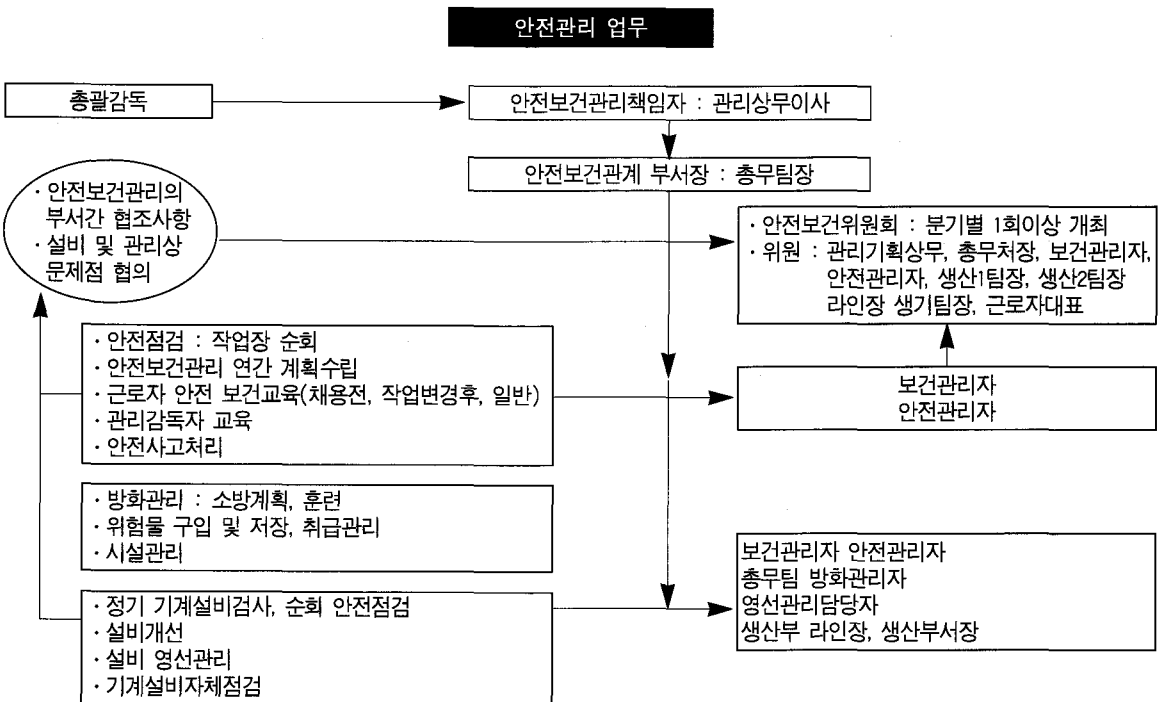 안전관리 업무
총괄감독
안전보건관리책임자 : 관리상무이사
안전보건관계 부서장 : 총무팀장
· 안전보건관리의
부서간 협조사항
· 설비 및 관리상
문제점 협의
· 안전보건위원회 : 분기별 1회이상 개최
· 위원 : 관리기획상무, 총무처장, 보건관리자,
안전관리자, 생산1팀장, 생산2팀장
라인장 생기팀장, 근로자대표
· 안전점검 : 작업장 순회
· 안전보건관리 연간 계획수립
· 근로자 안전 보건교육(채용전, 작업변경후, 일반)
· 관리감독자 교육
· 안전사고처리
보건관리자
안전관리자
· 방화관리 : 소방계획, 훈련
· 위험물 구입 및 저장, 취급관리
· 시설관리
보건관리자 안전관리자
총무팀 방화관리자
영선관리담당자
생산부 라인장, 생산부서장
· 정기 기계설비검사, 순회 안전점검
· 설비개선
· 설비 영선관리
· 기계설비자체점검